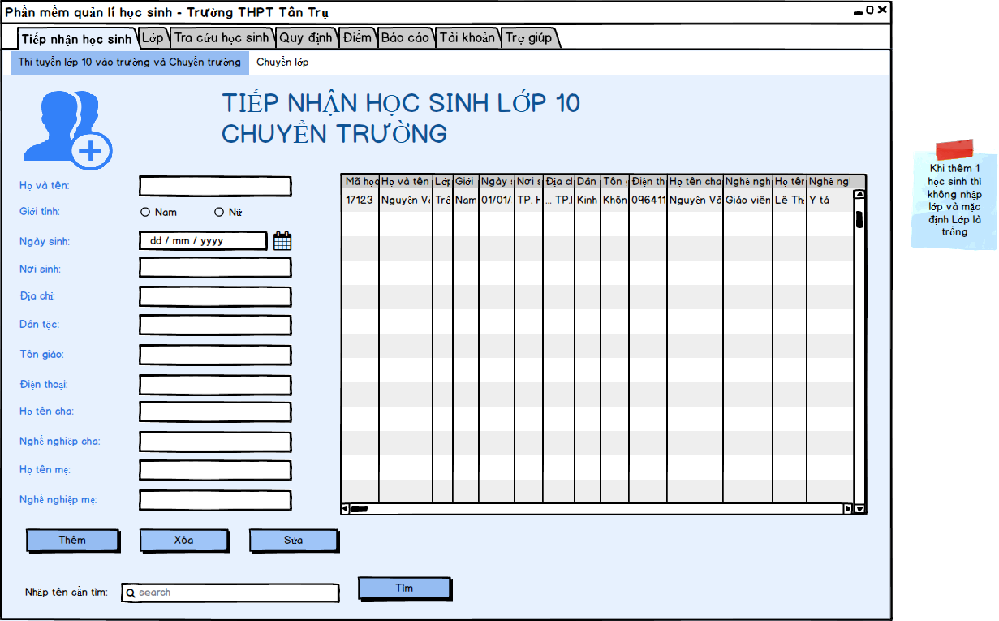 Phần mềm quản lí học sinh - Trường THPT Tân Trụ
Tiếp nhận học sinh Lớp Tra cứu học sinh Quy định Điểm Báo cáo Tài khoản Trợ giúp
Thi tuyển lớp 10 vào trường và Chuyển trường Chuyển lớp
TIẾP NHẬN HỌC SINH LỚP 10
CHUYỂN TRƯỜNG
Họ và tên:
Giới tính: Nam Nữ
Ngày sinh: dd / mm / yyyy
Nơi sinh:
Địa chỉ:
Dân tộc:
Tôn giáo:
Điện thoại:
Họ tên cha:
Nghề nghiệp cha:
Họ tên mẹ:
Nghề nghiệp mẹ:
Mã học Họ và tên Lớp Giới Ngày Nơi s Địa cl Dân Tôn Điện th Họ tên cha Nghề ngh Họ tên Nghề ng
17123 Nguyễn Vă Trố Nam 01/01/ TP. H ... TP.I Kinh Khôn 096411 Nguyễn Vă Giáo viên Lê Th Y tá
Thêm Xóa Sửa
Nhập tên cần tìm: search Tìm
Khi thêm 1
học sinh thì
không nhập
lớp và mặc
định Lớp là
trống